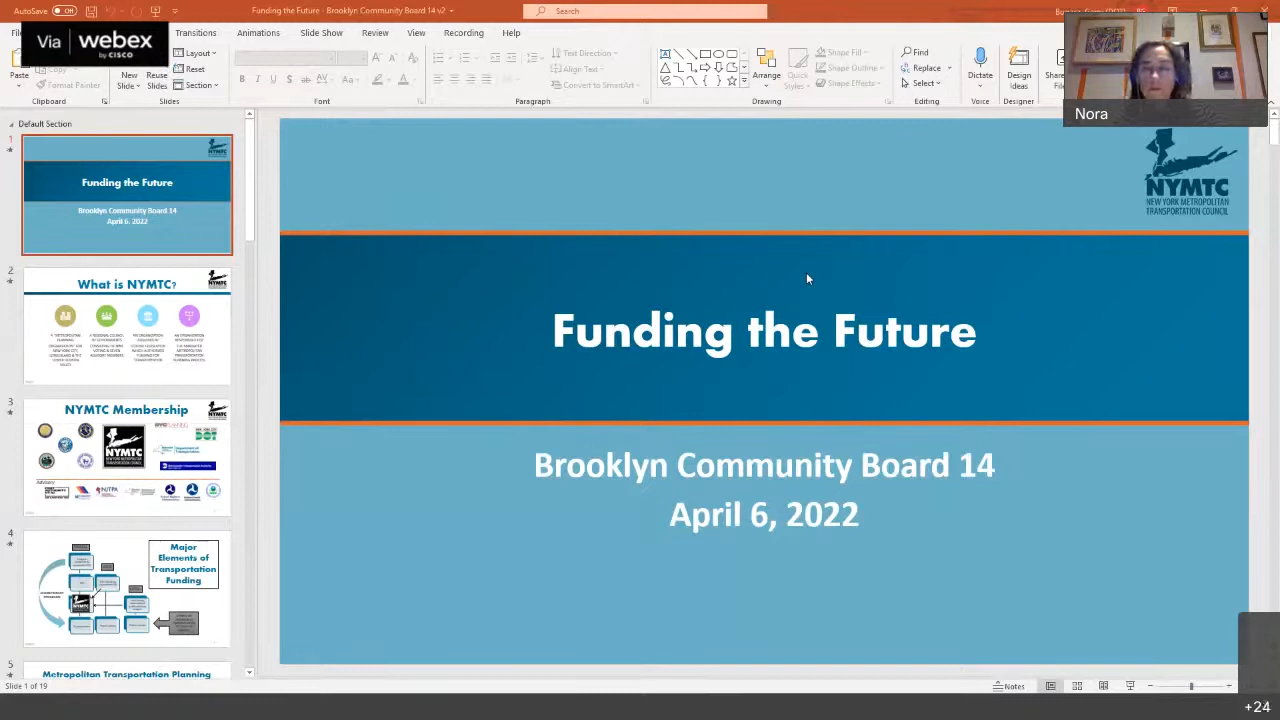 AutoSave Off
Funding the Future - Brooklyn Community Board 14 v2
Search
Via webex
by CISCO
Transitions Animations Slide Show Review View Recording Help
Paste
Format Painter
Clipboard
New
Slide
Reuse
Slides
Layout
Reset
Section
Slides
Font
Text Direction
Align Text
Convert to SmartArt
Paragraph
Arrange
Quick
Styles
Shape Fill
Shape Outline
Shape Effects
Drawing
Find
Replace
Select
Editing
Dictate
Voice
Design
Ideas
Designer
Nora
Default Section
1
Funding the Future
Brooklyn Community Board 14
April 6, 2022
2
What is NYMTC?
3
NYMTC Membership
NYMTC
Advisory
4
Major
Elements of
Transportation
Funding
5
Metropolitan Transportation Planning
NYMTC
NEW YORK METROPOLITAN
TRANSPORTATION COUNCIL
Funding the Future
Brooklyn Community Board 14
April 6, 2022
Slide 1 of 19
Notes
+24